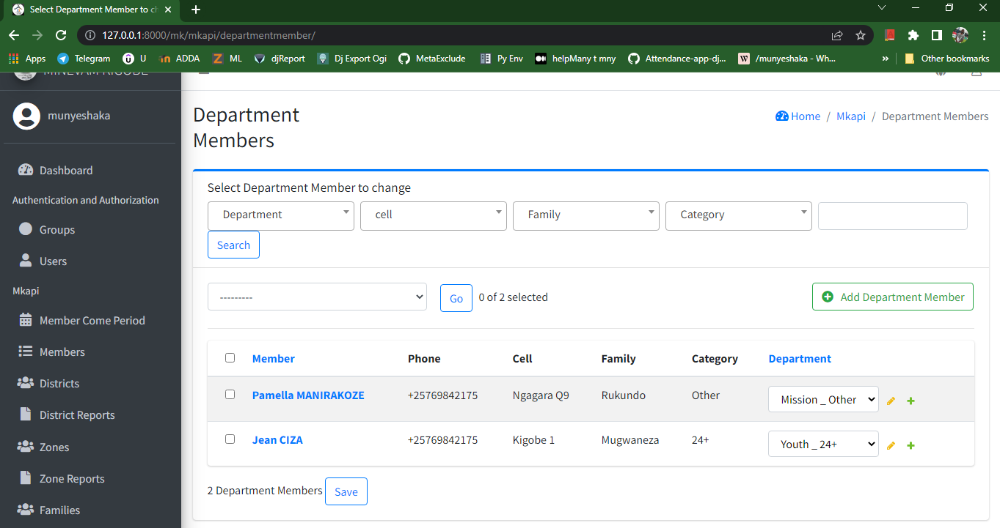 Select Department Member to ch
127.0.0.1:8000/mk/mkapi/departmentmember/
Apps Telegram U ADDA ML djReport Dj Export Ogi MetaExclude Py Env helpMany t mny Attendance-app-dj... /munyeshaka - Wh... » Other bookmarks
MINEVAM KIGOBE
munyeshaka
Dashboard
Authentication and Authorization
Groups
Users
Mkapi
Member Come Period
Members
Districts
District Reports
Zones
Zone Reports
Families
Department
Members
Home / Mkapi / Department Members
Select Department Member to change
Department cell Family Category
Search
--------- Go 0 of 2 selected Add Department Member
Member Phone Cell Family Category Department
Pamella MANIRAKOZE +25769842175 Ngagara Q9 Rukundo Other Mission _ Other
Jean CIZA +25769842175 Kigobe 1 Mugwaneza 24+ Youth _ 24+
2 Department Members Save